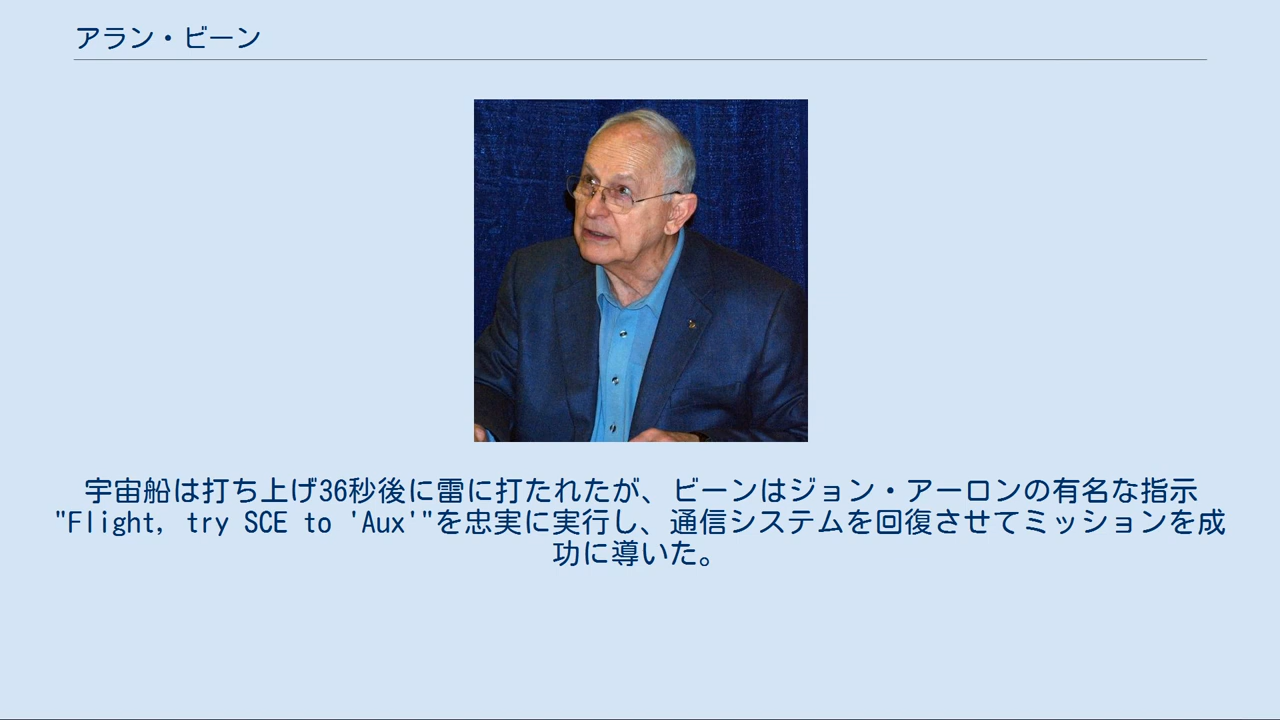 アラン・ビーン
宇宙船は打ち上げ36秒後に雷に打たれたが、ビーンはジョン・アーロンの有名な指示
"Flight, try SCE to 'Aux'"を忠実に実行し、通信システムを回復させてミッションを成
功に導いた。